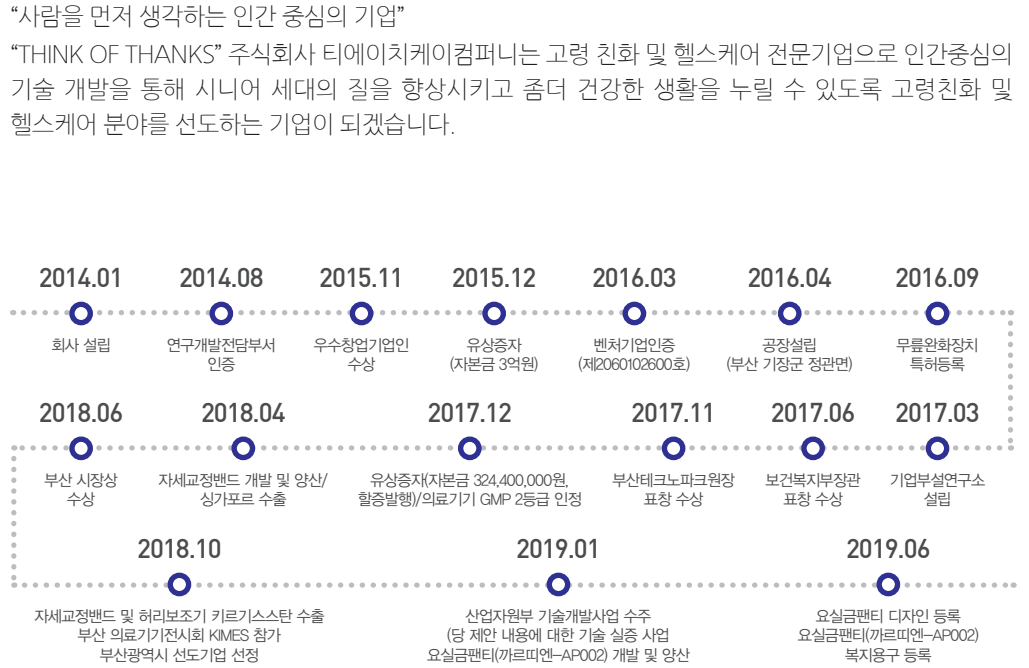 “사람을 먼저 생각하는 인간 중심의 기업”
“THINK OF THANKS” 주식회사 티에이치케이컴퍼니는 고령 친화 및 헬스케어 전문기업으로 인간중심의
기술 개발을 통해 시니어 세대의 질을 향상시키고 좀더 건강한 생활을 누릴 수 있도록 고령친화 및
헬스케어 분야를 선도하는 기업이 되겠습니다.
2014.01 2014.08 2015.11 2015.12 2016.03 2016.04 2016.09
회사 설립 연구개발전담부서 우수창업기업인 유상증자 벤처기업인증 공장설립 무릎완화장치
인증 수상 (자본금 3억원) (제2060102600호) (부산 기장군 정관면) 특허등록
2018.06 2018.04 2017.12 2017.11 2017.06 2017.03
부산 시장상 자세교정밴드 개발 및 양산/ 유상증자(자본금 324,400,000원, 부산테크노파크원장 보건복지부장관 기업부설연구소
수상 싱가포르 수출 할증발행)/의료기기 GMP 2등급 인정 표창 수상 표창 수상 설립
2018.10 2019.01 2019.06
자세교정밴드 및 허리보조기 키르기스스탄 수출 산업자원부 기술개발사업 수주 요실금팬티 디자인 등록
부산 의료기기전시회 KIMES 참가 (당 제안 내용에 대한 기술 실증 사업 요실금팬티(까르띠엔-AP002)
부산광역시 선도기업 선정 요실금팬티(까르띠엔-AP002) 개발 및 양산 복지용구 등록